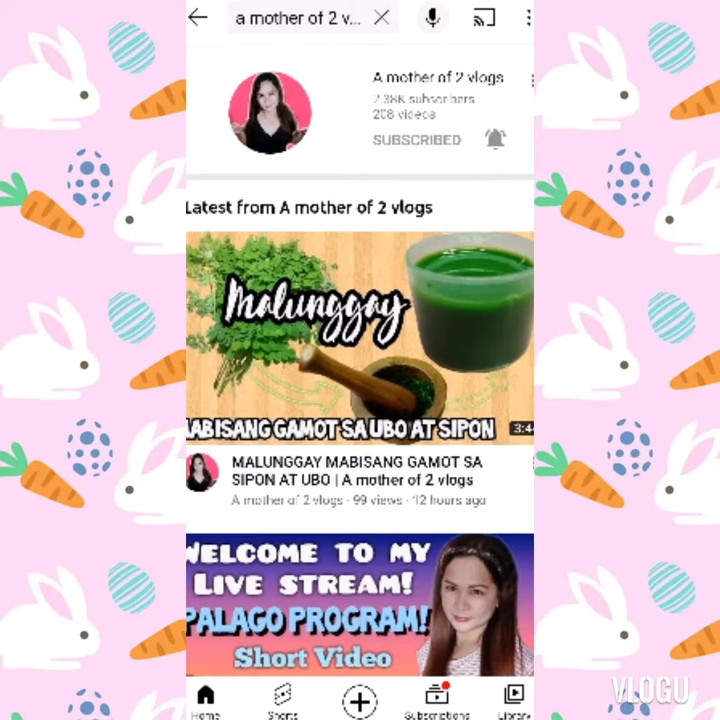 a mother of 2 v...
A mother of 2 vlogs
2.38K subscribers
208 videos
SUBSCRIBED
Latest from A mother of 2 vlogs
Malunggay
MABISANG GAMOT SA UBO AT SIPON
3:4
MALUNGGAY MABISANG GAMOT SA
SIPON AT UBO | A mother of 2 vlogs
A mother of 2 vlogs · 99 views · 12 hours ago
WELCOME TO MY
LIVE STREAM!
PALAGO PROGRAM!
Short Video
Home
Shorts
Subscriptions
Library
VLOGU